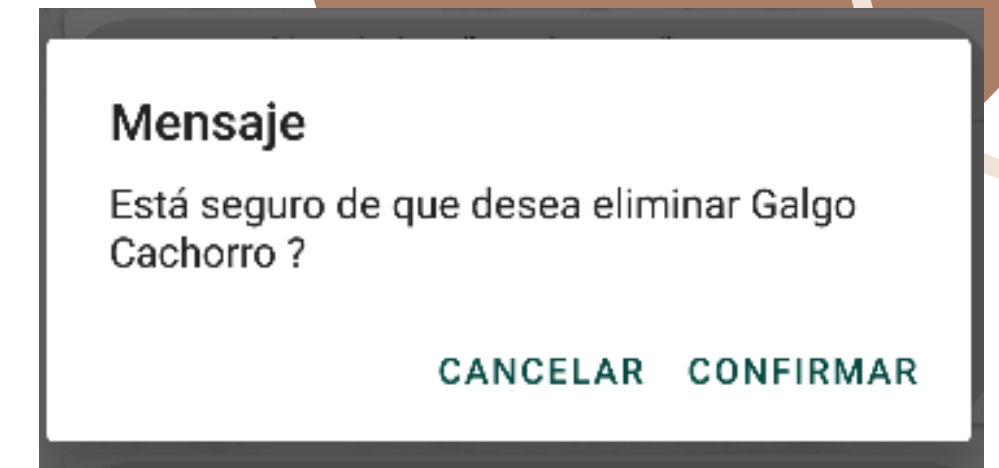 Mensaje
Está seguro de que desea eliminar Galgo
Cachorro ?
CANCELAR CONFIRMAR